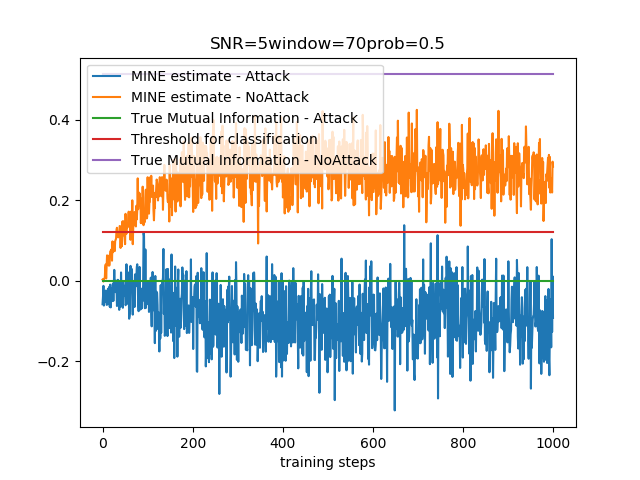 SNR=5window=70prob=0.5
MINE estimate - Attack
MINE estimate - NoAttack
True Mutual Information - Attack
Threshold for classification
True Mutual Information - NoAttack
0.4
0.2
0.0
−0.2
0 200 400 600 800 1000
training steps